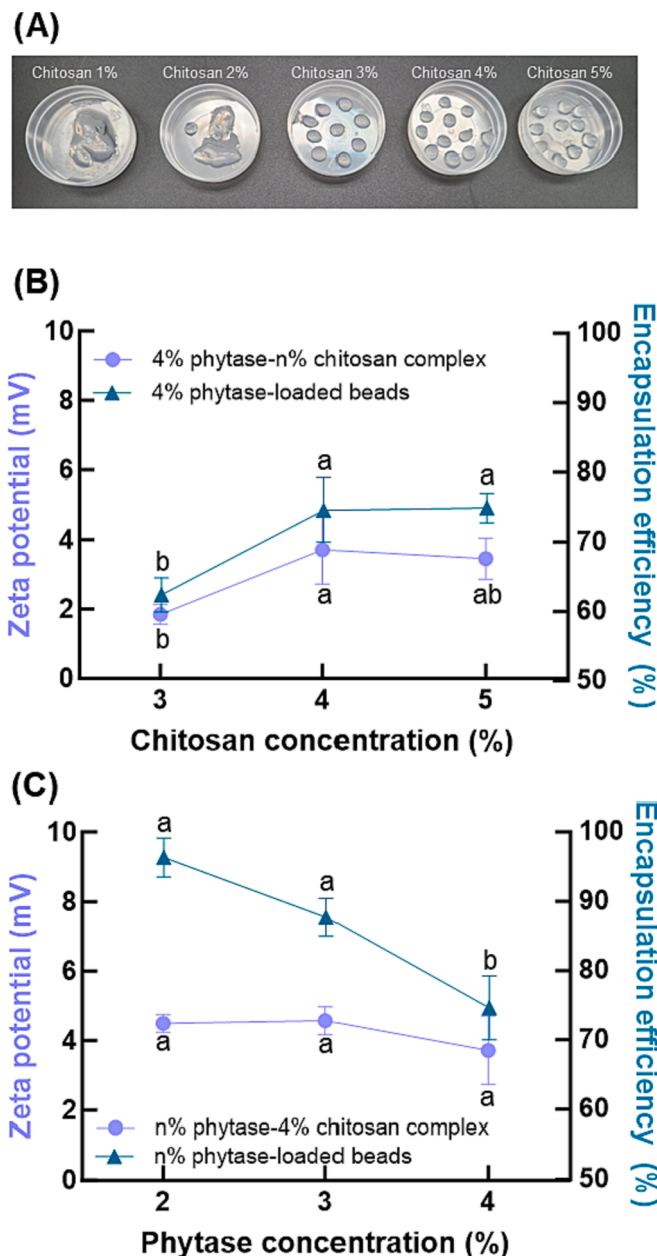 (A)
Chitosan 1% Chitosan 2% Chitosan 3% Chitosan 4% Chitosan 5%
(B)
Zeta potential (mV)
Encapsulation efficiency (%)
10
8
6
4
2
0
100
90
80
70
60
50
4% phytase-n% chitosan complex
4% phytase-loaded beads
a a
b
a ab
b
3 4 5
Chitosan concentration (%)
(C)
Zeta potential (mV)
Encapsulation efficiency (%)
10
8
6
4
2
0
100
90
80
70
60
50
a
a
b
a a
a
n% phytase-4% chitosan complex
n% phytase-loaded beads
2 3 4
Phytase concentration (%)